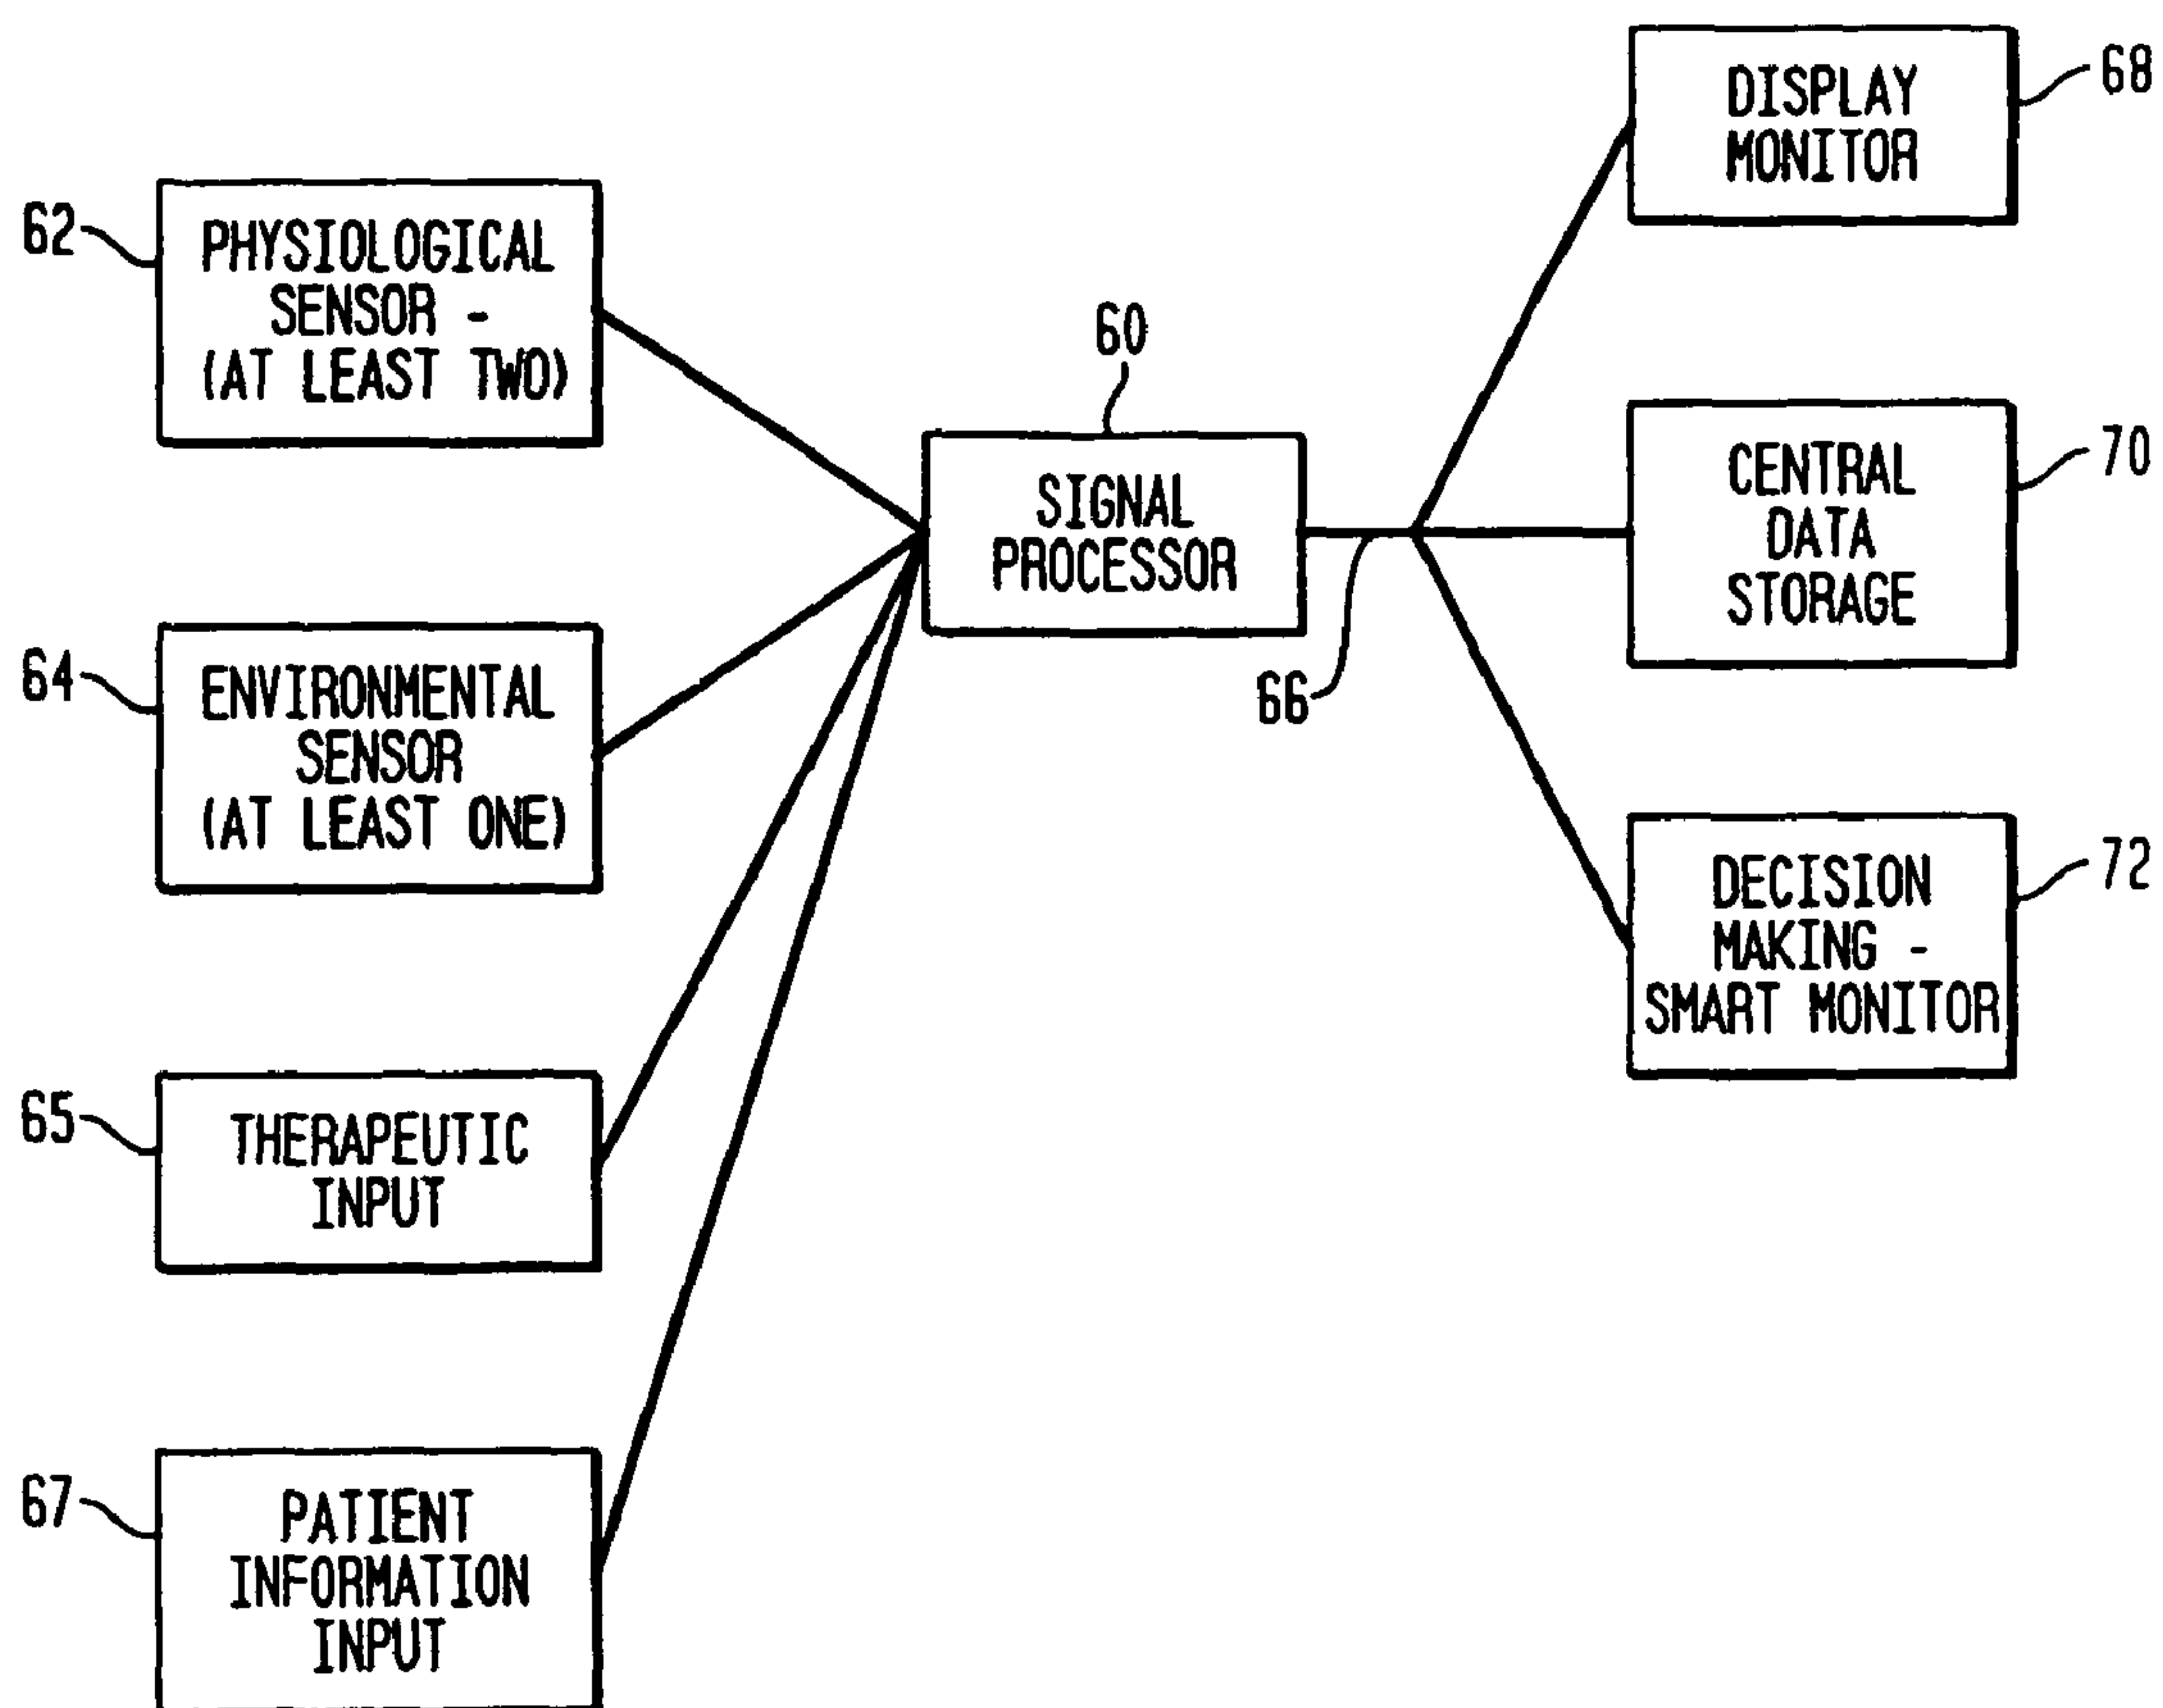 62
PHYSIOLOGICAL
SENSOR -
(AT LEAST TWO)
64
ENVIRONMENTAL
SENSOR
(AT LEAST ONE)
65
THERAPEUTIC
INPUT
67
PATIENT
INFORMATION
INPUT
60
SIGNAL
PROCESSOR
66
68
DISPLAY
MONITOR
70
CENTRAL
DATA
STORAGE
72
DECISION
MAKING -
SMART MONITOR